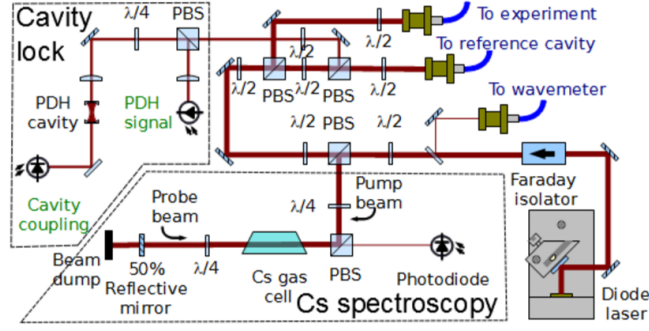 Cavity
lock
λ/4
PBS
To experiment
λ/2
λ/2
To reference cavity
λ/2
PBS
λ/2
PBS
λ/2
To wavemeter
PDH
cavity
PDH
signal
λ/2
PBS
λ/2
Faraday
isolator
Cavity
coupling
Probe
beam
λ/4
Pump
beam
Beam
dump
50%
Reflective
mirror
λ/4
Cs gas
cell
PBS
Photodiode
Cs spectroscopy
Diode
laser